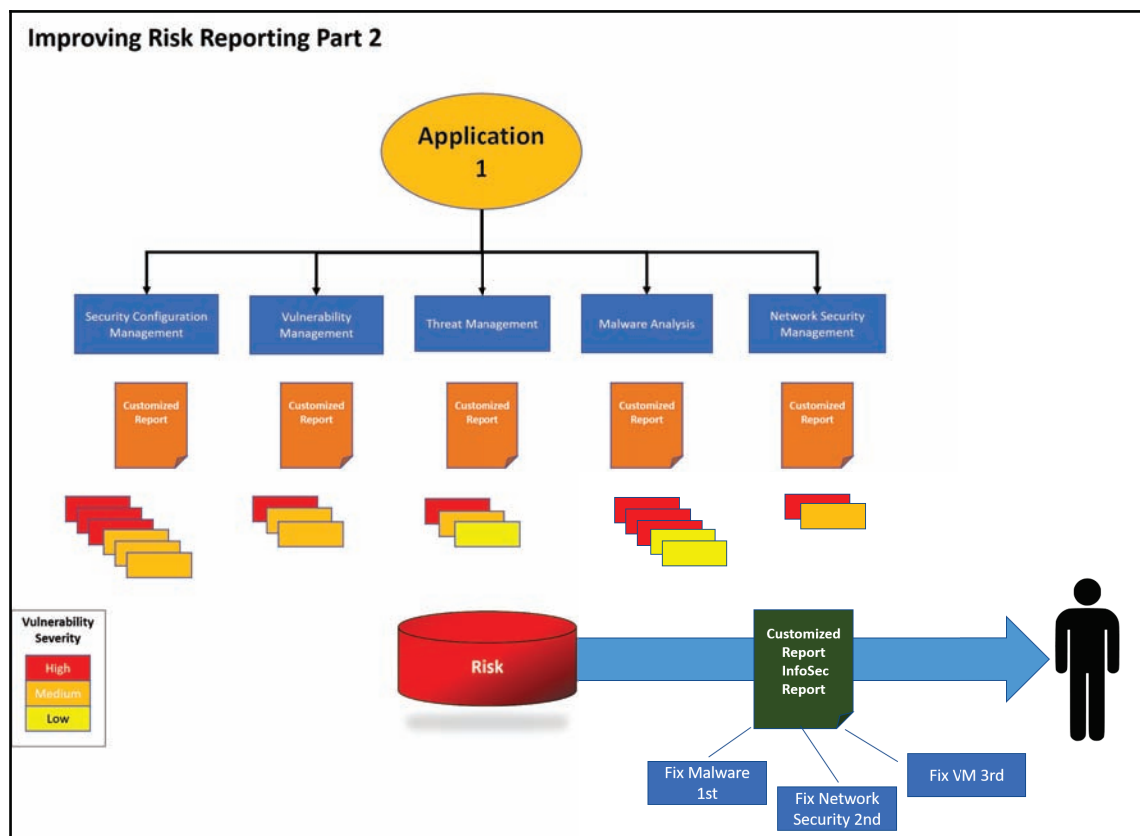 Improving Risk Reporting Part 2
Application
1
Security Configuration
Management
Vulnerability
Management
Threat Management
Malware Analysis
Network Security
Management
Customized
Report
Customized
Report
Customized
Report
Customized
Report
Customized
Report
Vulnerability
Severity
High
Medium
Low
Risk
Customized
Report
InfoSec
Report
Fix Malware
1st
Fix Network
Security 2nd
Fix VM 3rd